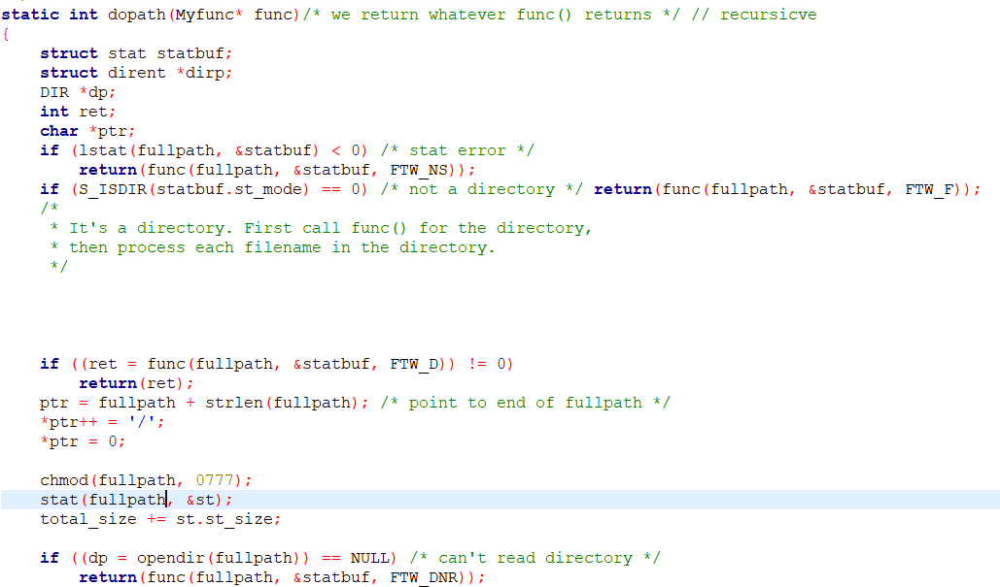 static int dopath(Myfunc* func)/* we return whatever func() returns */ // recursicve
{
    struct stat statbuf;
    struct dirent *dirp;
    DIR *dp;
    int ret;
    char *ptr;
    if (lstat(fullpath, &statbuf) < 0) /* stat error */
        return(func(fullpath, &statbuf, FTW_NS));
    if (S_ISDIR(statbuf.st_mode) == 0) /* not a directory */ return(func(fullpath, &statbuf, FTW_F));
    /*
     * It's a directory. First call func() for the directory,
     * then process each filename in the directory.
     */
    if ((ret = func(fullpath, &statbuf, FTW_D)) != 0)
        return(ret);
    ptr = fullpath + strlen(fullpath); /* point to end of fullpath */
    *ptr++ = '/';
    *ptr = 0;
    chmod(fullpath, 0777);
    stat(fullpath, &st);
    total_size += st.st_size;
    if ((dp = opendir(fullpath)) == NULL) /* can't read directory */
        return(func(fullpath, &statbuf, FTW_DNR));